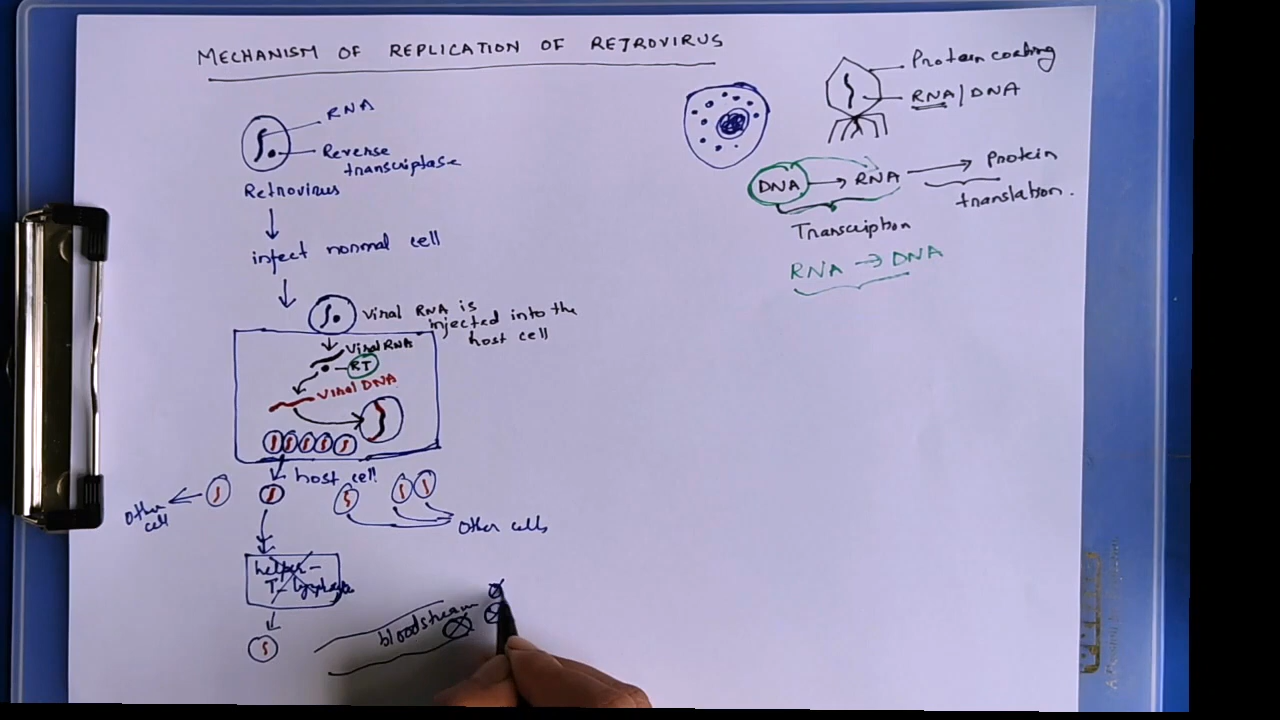 MECHANISM OF REPLICATION OF RETROVIRUS
RNA
Reverse
transcriptase
Retrovirus
infect normal cell
Viral RNA is
injected into the
host cell
Viral RNA
RT
Viral DNA
host cell
Other
cell
Other cells
helper-
T-
bloodstream
Protein coating
RNA/DNA
DNA → RNA → Protein
translation.
Transcription
RNA → DNA